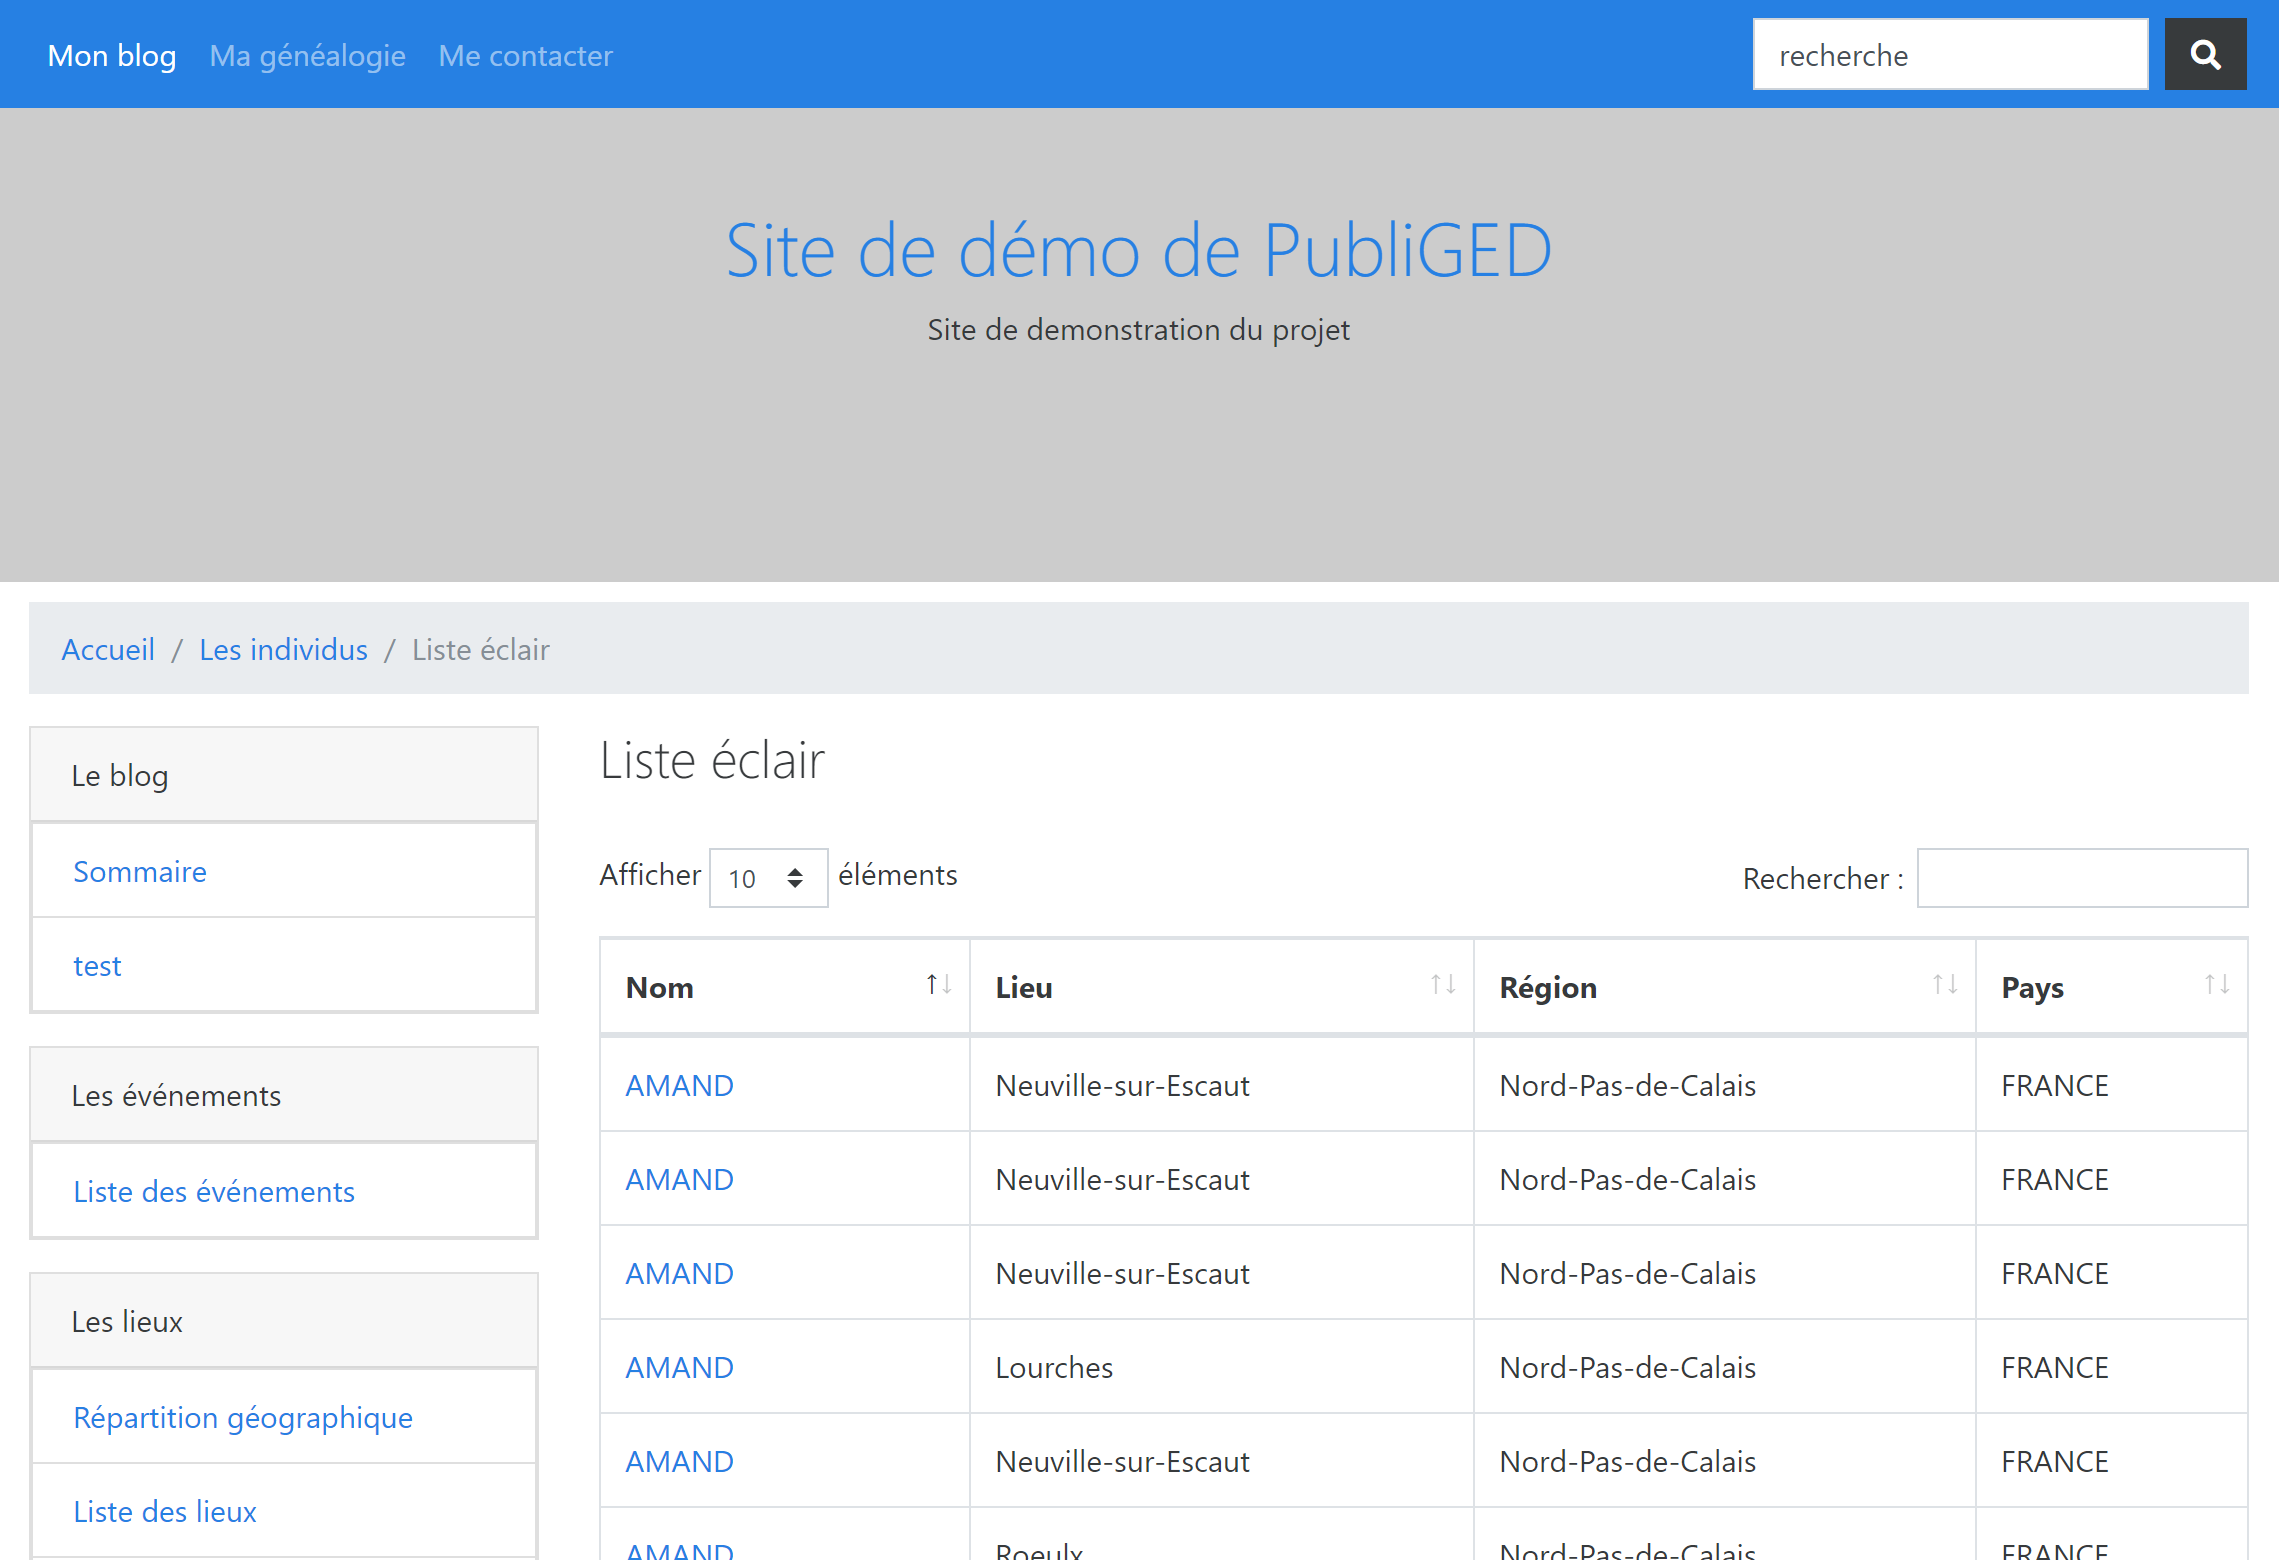 Mon blog Ma généalogie Me contacter recherche
Site de démo de PubliGED
Site de demonstration du projet
Accueil / Les individus / Liste éclair
Le blog
Sommaire
test
Les événements
Liste des événements
Les lieux
Répartition géographique
Liste des lieux
Liste éclair
Afficher 10 éléments Rechercher :
Nom ↑↓ Lieu ↑↓ Région ↑↓ Pays ↑↓
AMAND Neuville-sur-Escaut Nord-Pas-de-Calais FRANCE
AMAND Neuville-sur-Escaut Nord-Pas-de-Calais FRANCE
AMAND Neuville-sur-Escaut Nord-Pas-de-Calais FRANCE
AMAND Lourches Nord-Pas-de-Calais FRANCE
AMAND Neuville-sur-Escaut Nord-Pas-de-Calais FRANCE
AMAND Roeulx Nord-Pas-de-Calais FRANCE